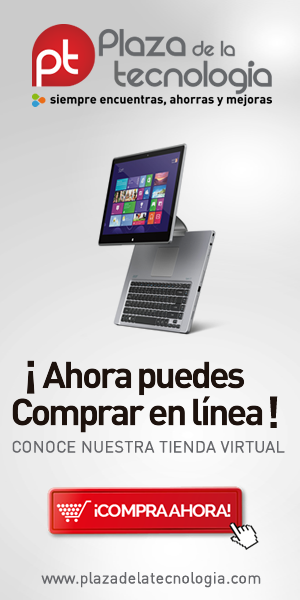 pt
Plaza de la
tecnología
siempre encuentras, ahorras y mejoras
¡Ahora puedes
Comprar en línea!
CONOCE NUESTRA TIENDA VIRTUAL
¡COMPRA AHORA!
www.plazadelatecnologia.com